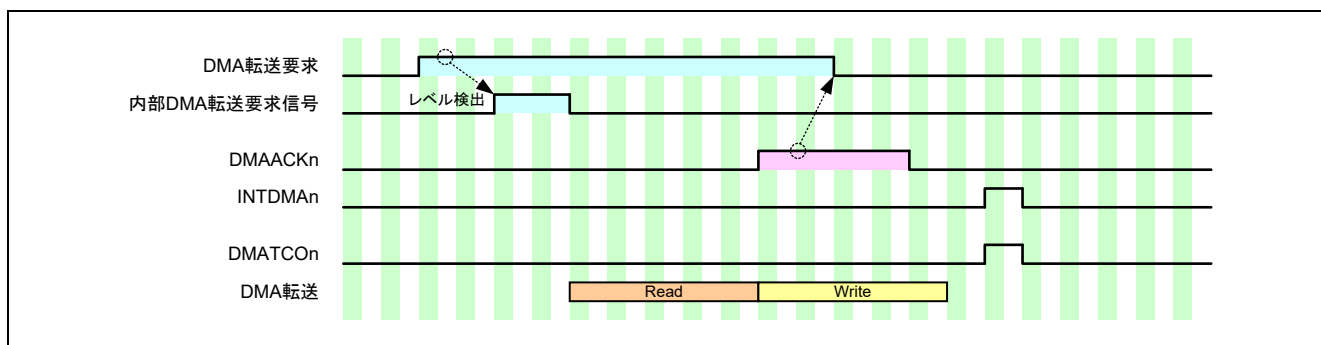 DMA転送要求
内部DMA転送要求信号
レベル検出
DMAACKn
INTDMAn
DMATCOn
DMA転送
Read
Write